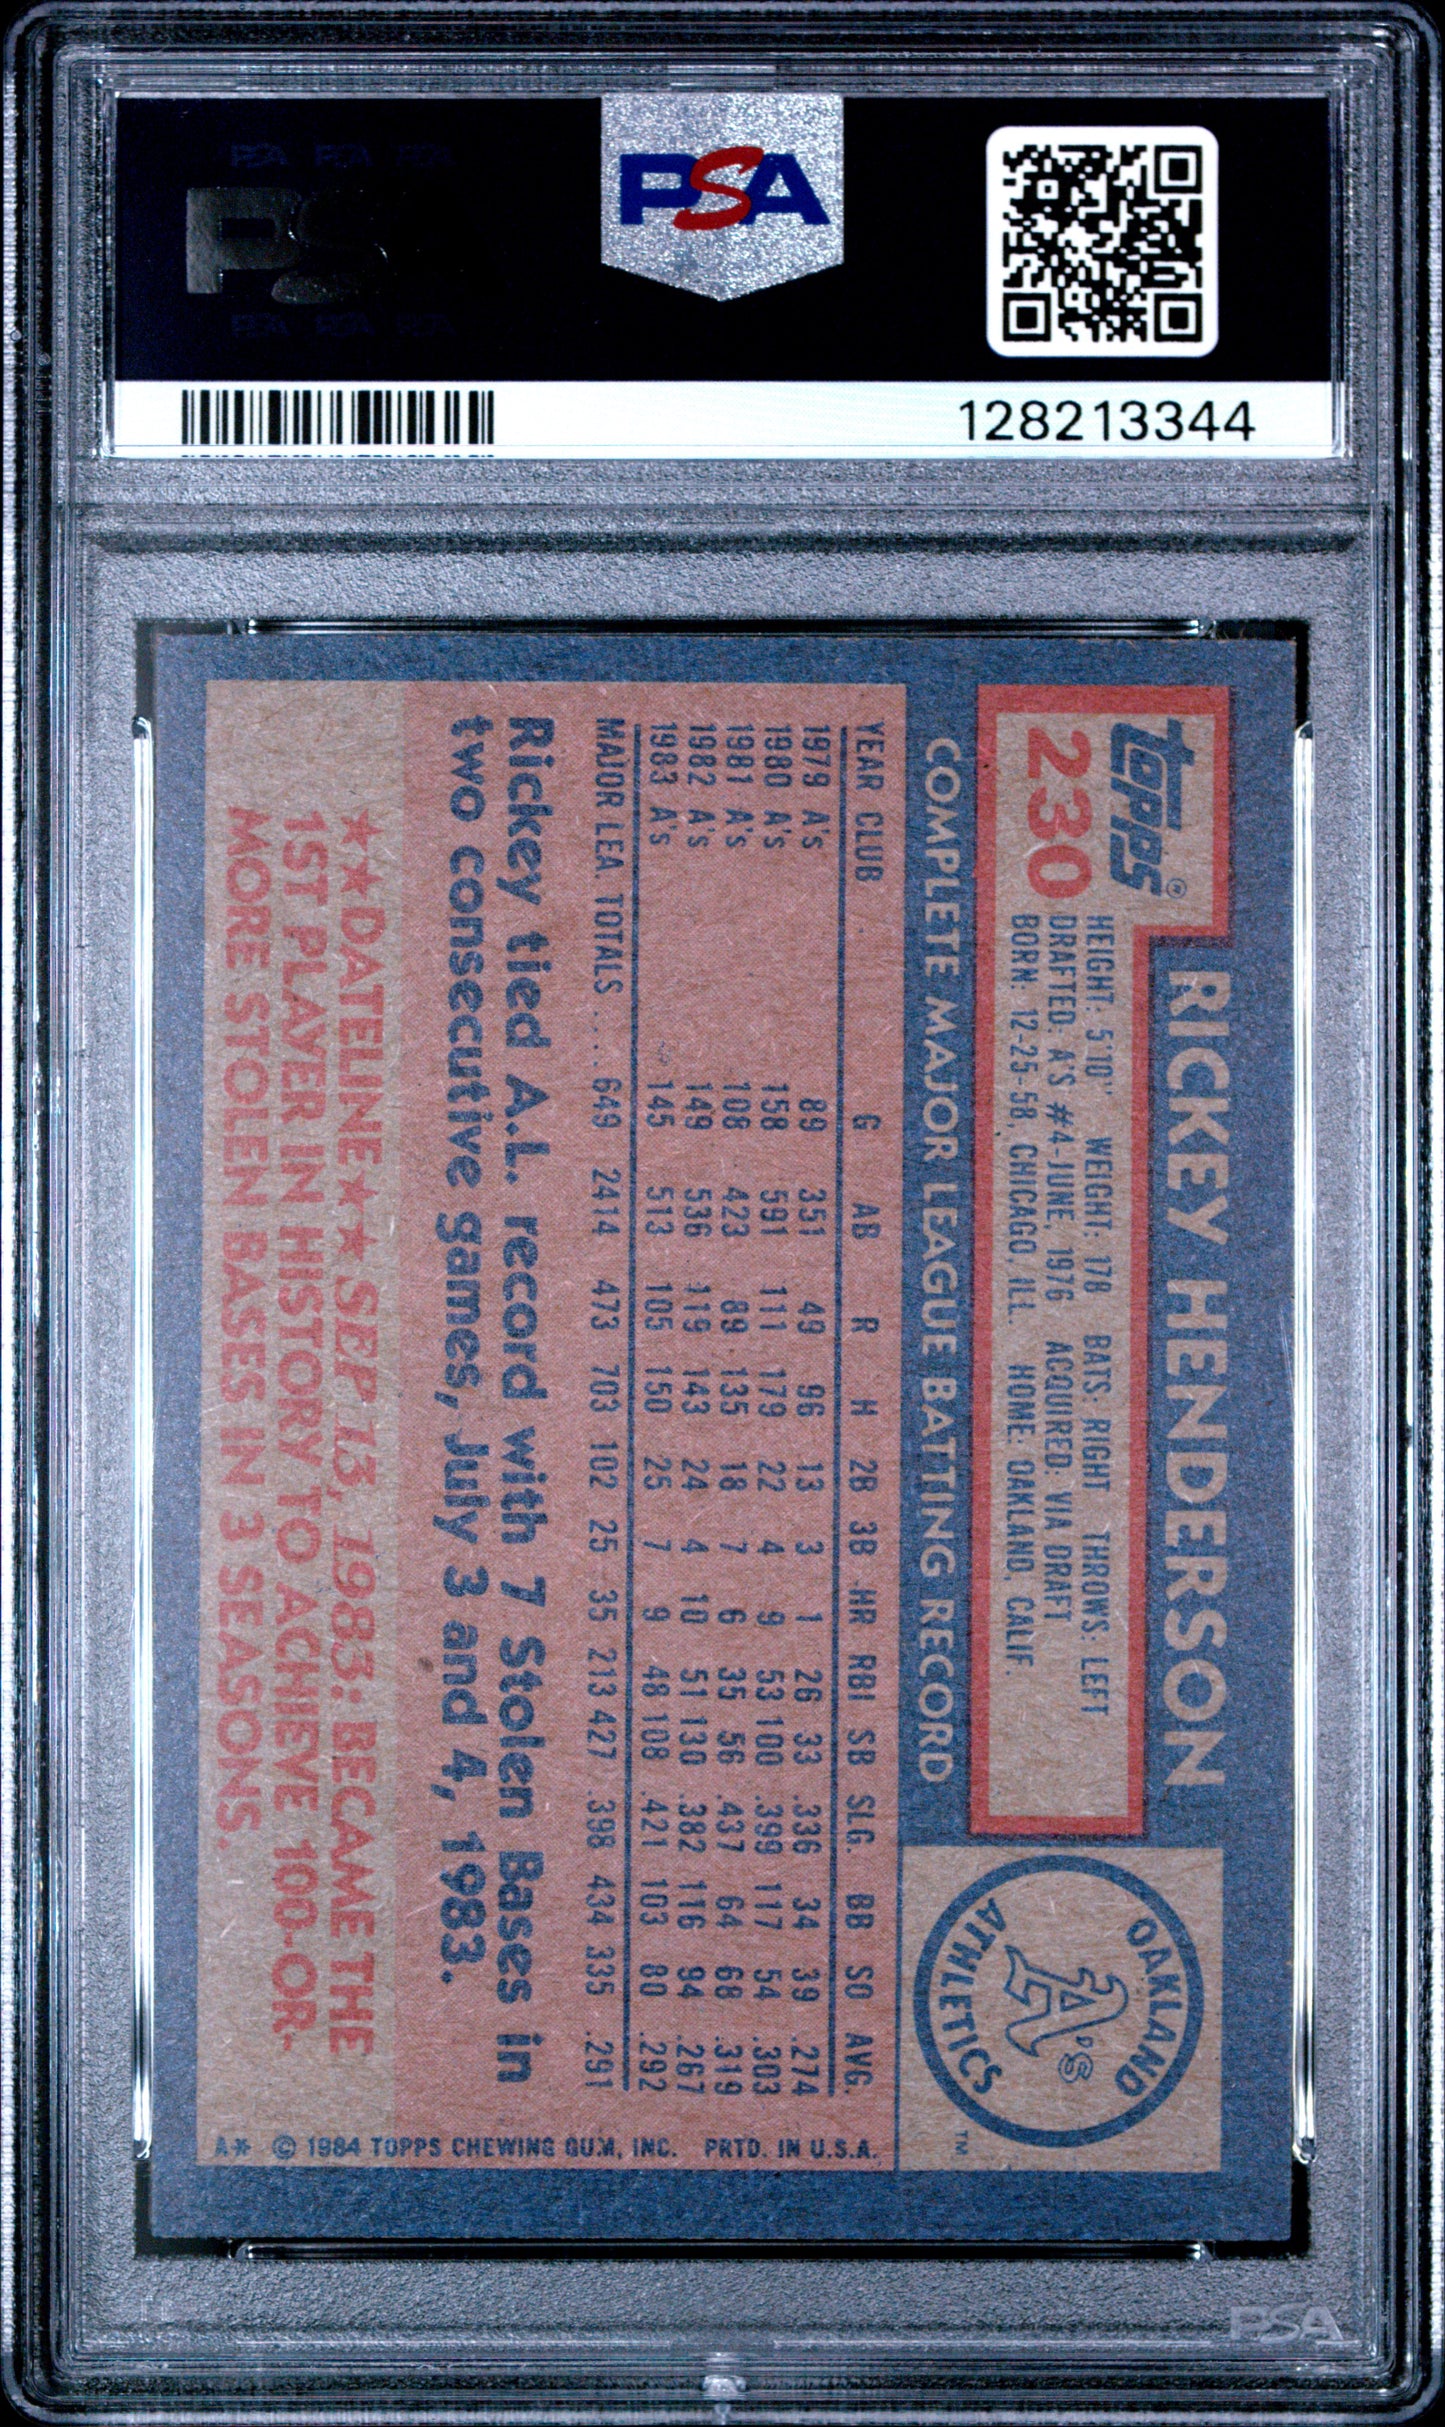 PSA PSA PSA
PS
PSA PSA PSA
PSA
128213344
topps®
230
RICKEY HENDERSON
HEIGHT: 5'10" WEIGHT: 178 BATS: RIGHT THROWS: LEFT
DRAFTED: A'S #4-JUNE, 1976 ACQUIRED: VIA DRAFT
BORN: 12-25-58, CHICAGO, ILL. HOME: OAKLAND, CALIF.
OAKLAND
A's
ATHLETICS
TM
COMPLETE MAJOR LEAGUE BATTING RECORD
YEAR CLUB G AB R H 2B 3B HR RBI SB SLG. BB SO AVG.
1979 A's 89 351 49 96 13 3 1 26 33 .336 34 39 .274
1980 A's 158 591 111 179 22 4 9 53 100 .399 117 54 .303
1981 A's 108 423 89 135 18 7 6 35 56 .437 64 68 .319
1982 A's 149 536 119 143 24 4 10 51 130 .382 116 94 .267
1983 A's 145 513 105 150 25 7 9 48 108 .421 103 80 .292
MAJOR LEA. TOTALS .... 649 2414 473 703 102 25 35 213 427 .398 434 335 .291
Rickey tied A.L. record with 7 Stolen Bases in
two consecutive games, July 3 and 4, 1983.
★★DATELINE★★ SEP 13, 1983: BECAME THE
1ST PLAYER IN HISTORY TO ACHIEVE 100-OR-
MORE STOLEN BASES IN 3 SEASONS.
A* © 1984 TOPPS CHEWING GUM, INC. PRTD. IN U.S.A.
PSA